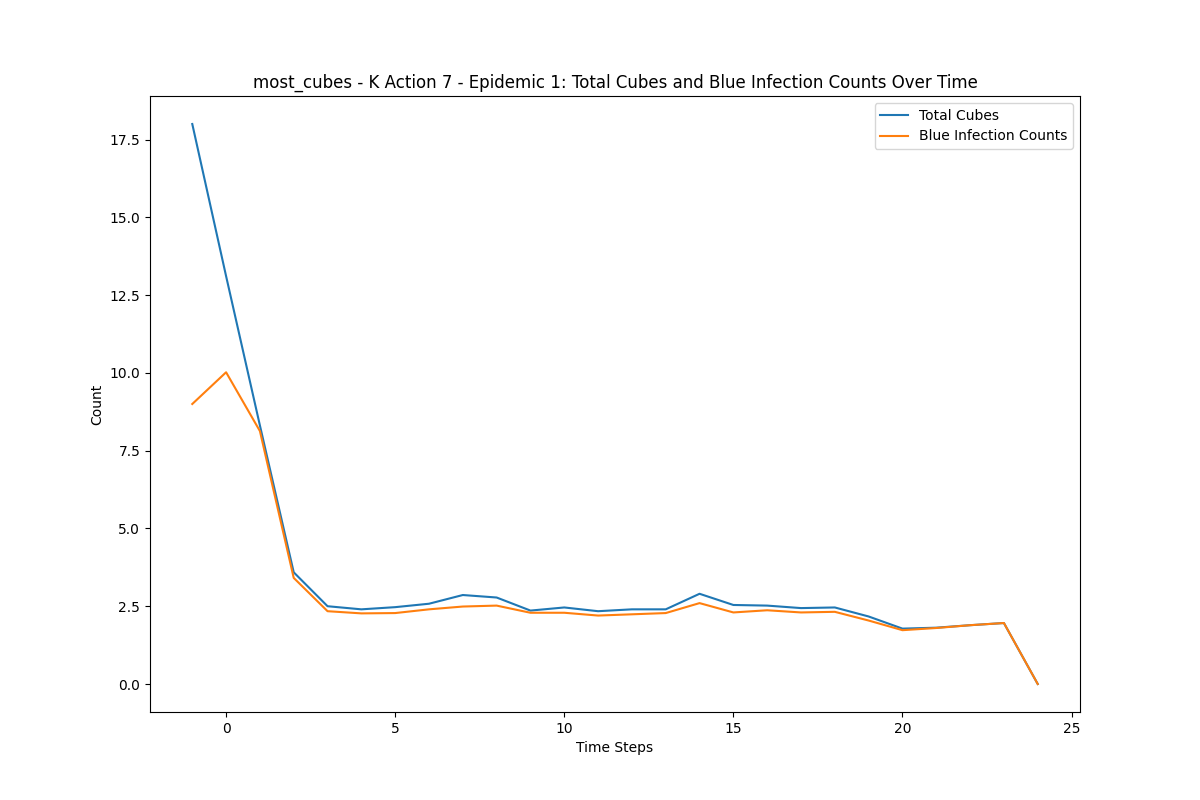 most_cubes - K Action 7 - Epidemic 1: Total Cubes and Blue Infection Counts Over Time
Total Cubes
Blue Infection Counts
17.5
15.0
12.5
10.0
7.5
5.0
2.5
0.0
Count
0 5 10 15 20 25
Time Steps